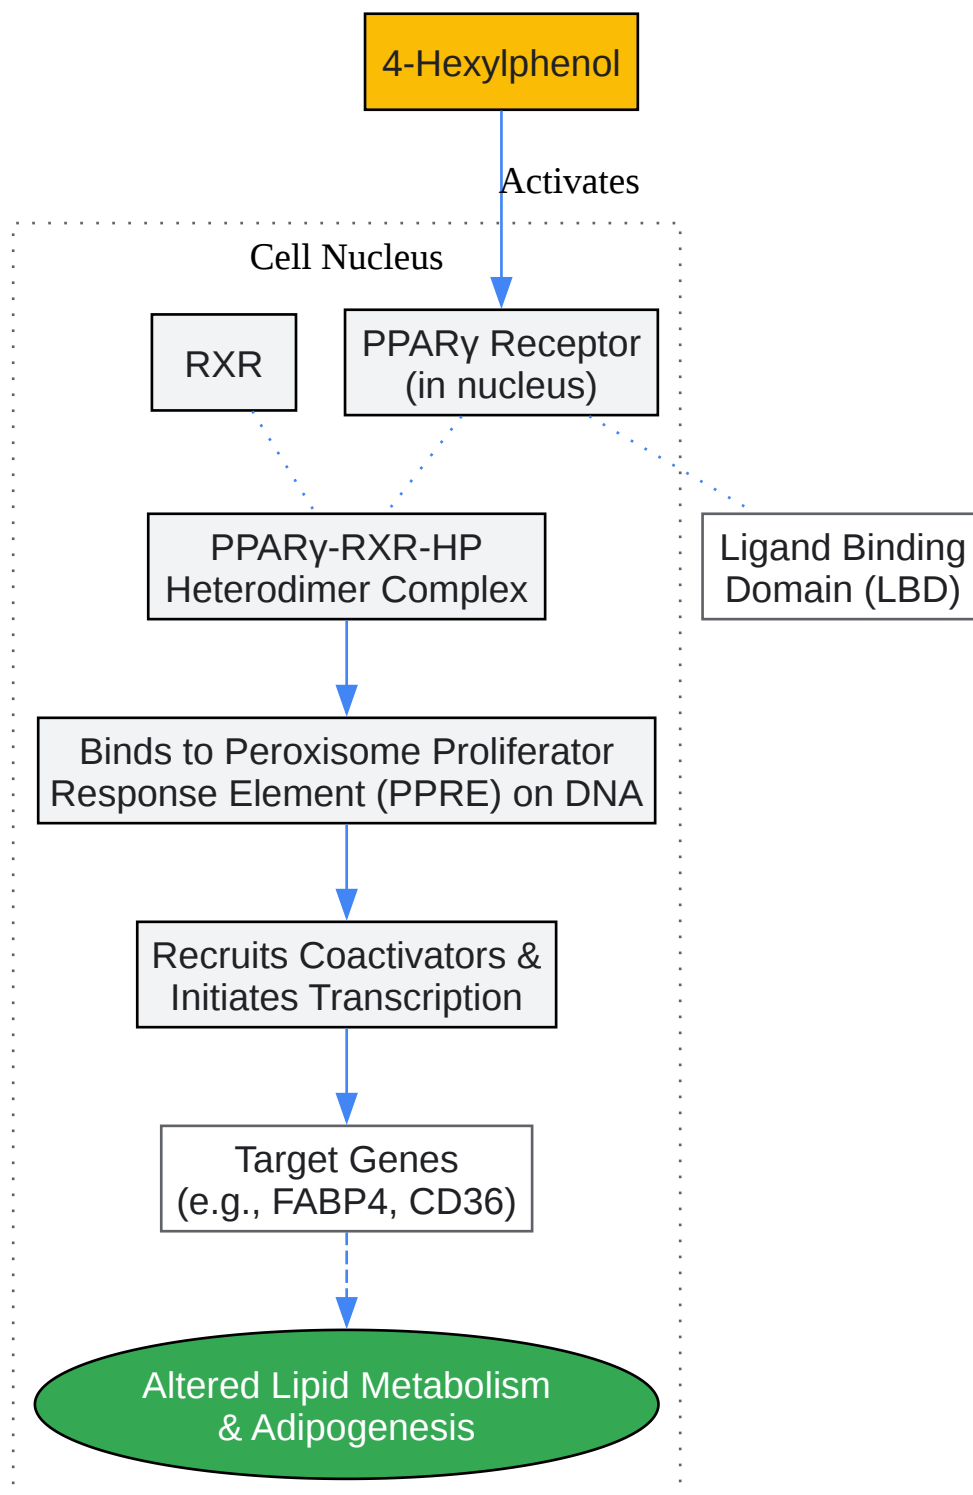 4-Hexylphenol
Activates
Cell Nucleus
RXR
PPARγ Receptor
(in nucleus)
PPARγ-RXR-HP
Heterodimer Complex
Ligand Binding
Domain (LBD)
Binds to Peroxisome Proliferator
Response Element (PPRE) on DNA
Recruits Coactivators &
Initiates Transcription
Target Genes
(e.g., FABP4, CD36)
Altered Lipid Metabolism
& Adipogenesis